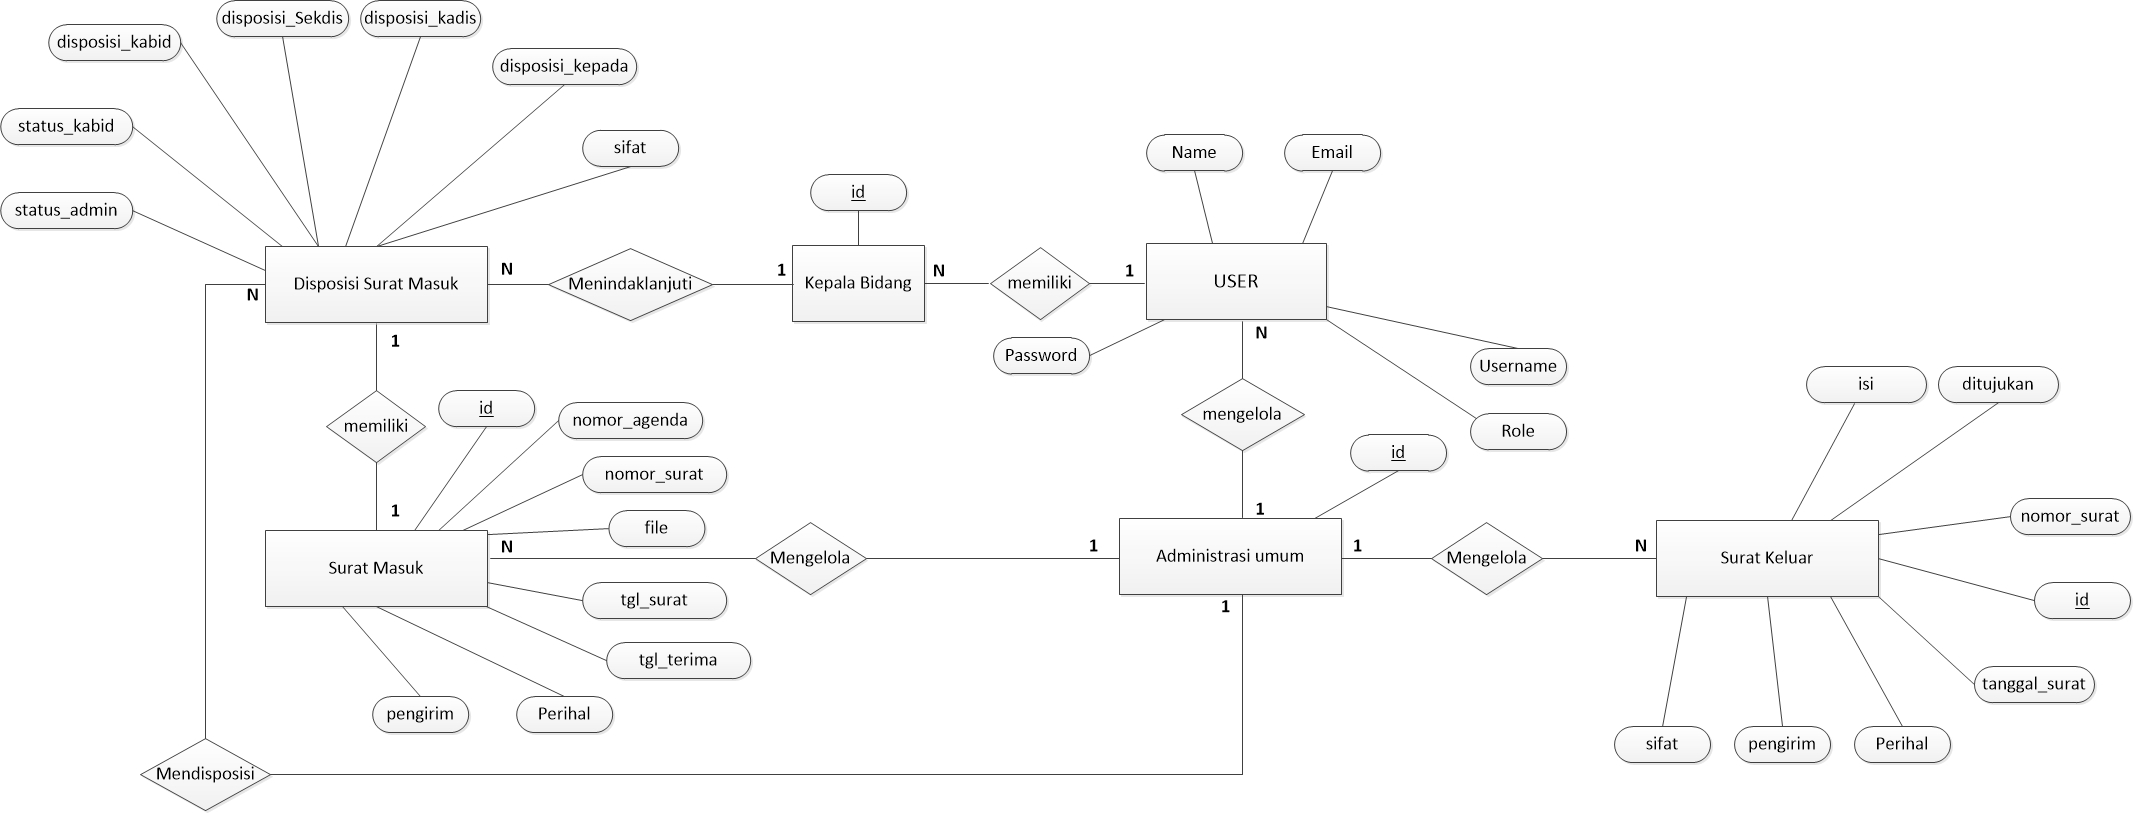 disposisi_Sekdis
disposisi_kadis
disposisi_kabid
disposisi_kepada
status_kabid
sifat
status_admin
Name
Email
id
Disposisi Surat Masuk
N
Menindaklanjuti
1
Kepala Bidang
N
memiliki
1
USER
N
1
N
Password
Username
Role
isi
ditujukan
memiliki
id
nomor_agenda
mengelola
id
nomor_surat
file
1
1
nomor_surat
Surat Masuk
N
Mengelola
1
Administrasi umum
1
Mengelola
N
Surat Keluar
id
tgl_surat
1
tgl_terima
tanggal_surat
pengirim
Perihal
sifat
pengirim
Perihal
Mendisposisi